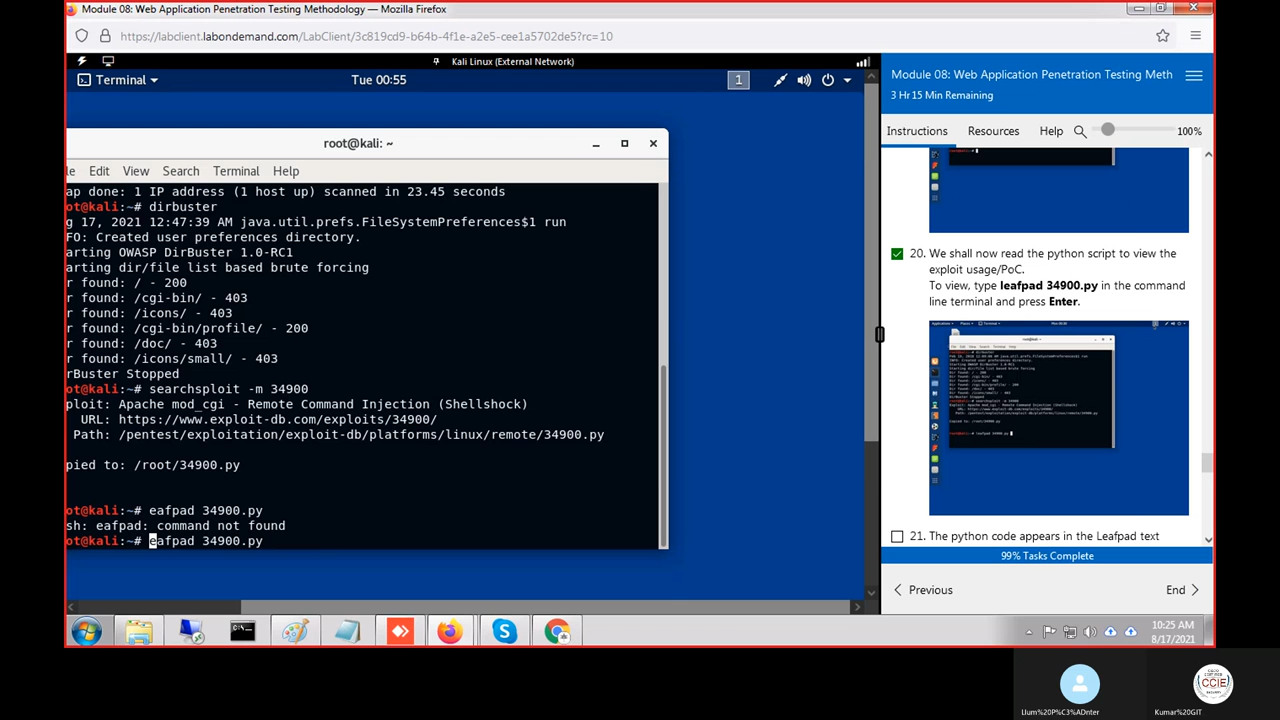 Module 08: Web Application Penetration Testing Methodology — Mozilla Firefox
https://labclient.labondemand.com/LabClient/3c819cd9-b64b-4f1e-a2e5-cee1a5702de5?rc=10
Kali Linux (External Network)
Terminal
Tue 00:55
1
root@kali: ~
le Edit View Search Terminal Help
ap done: 1 IP address (1 host up) scanned in 23.45 seconds
ot@kali:~# dirbuster
g 17, 2021 12:47:39 AM java.util.prefs.FileSystemPreferences$1 run
FO: Created user preferences directory.
arting OWASP DirBuster 1.0-RC1
arting dir/file list based brute forcing
r found: / - 200
r found: /cgi-bin/ - 403
r found: /icons/ - 403
r found: /cgi-bin/profile/ - 200
r found: /doc/ - 403
r found: /icons/small/ - 403
rBuster Stopped
ot@kali:~# searchsploit -m 34900
ploit: Apache mod_cgi - Remote Command Injection (Shellshock)
URL: https://www.exploit-db.com/exploits/34900/
Path: /pentest/exploitation/exploit-db/platforms/linux/remote/34900.py
pied to: /root/34900.py
ot@kali:~# eafpad 34900.py
sh: eafpad: command not found
ot@kali:~# eafpad 34900.py
Module 08: Web Application Penetration Testing Meth
3 Hr 15 Min Remaining
Instructions Resources Help 100%
20. We shall now read the python script to view the
exploit usage/PoC.
To view, type leafpad 34900.py in the command
line terminal and press Enter.
21. The python code appears in the Leafpad text
99% Tasks Complete
Previous
End
10:25 AM
8/17/2021
CCIE
Llum%20P%C3%ADnter
Kumar%20GIT